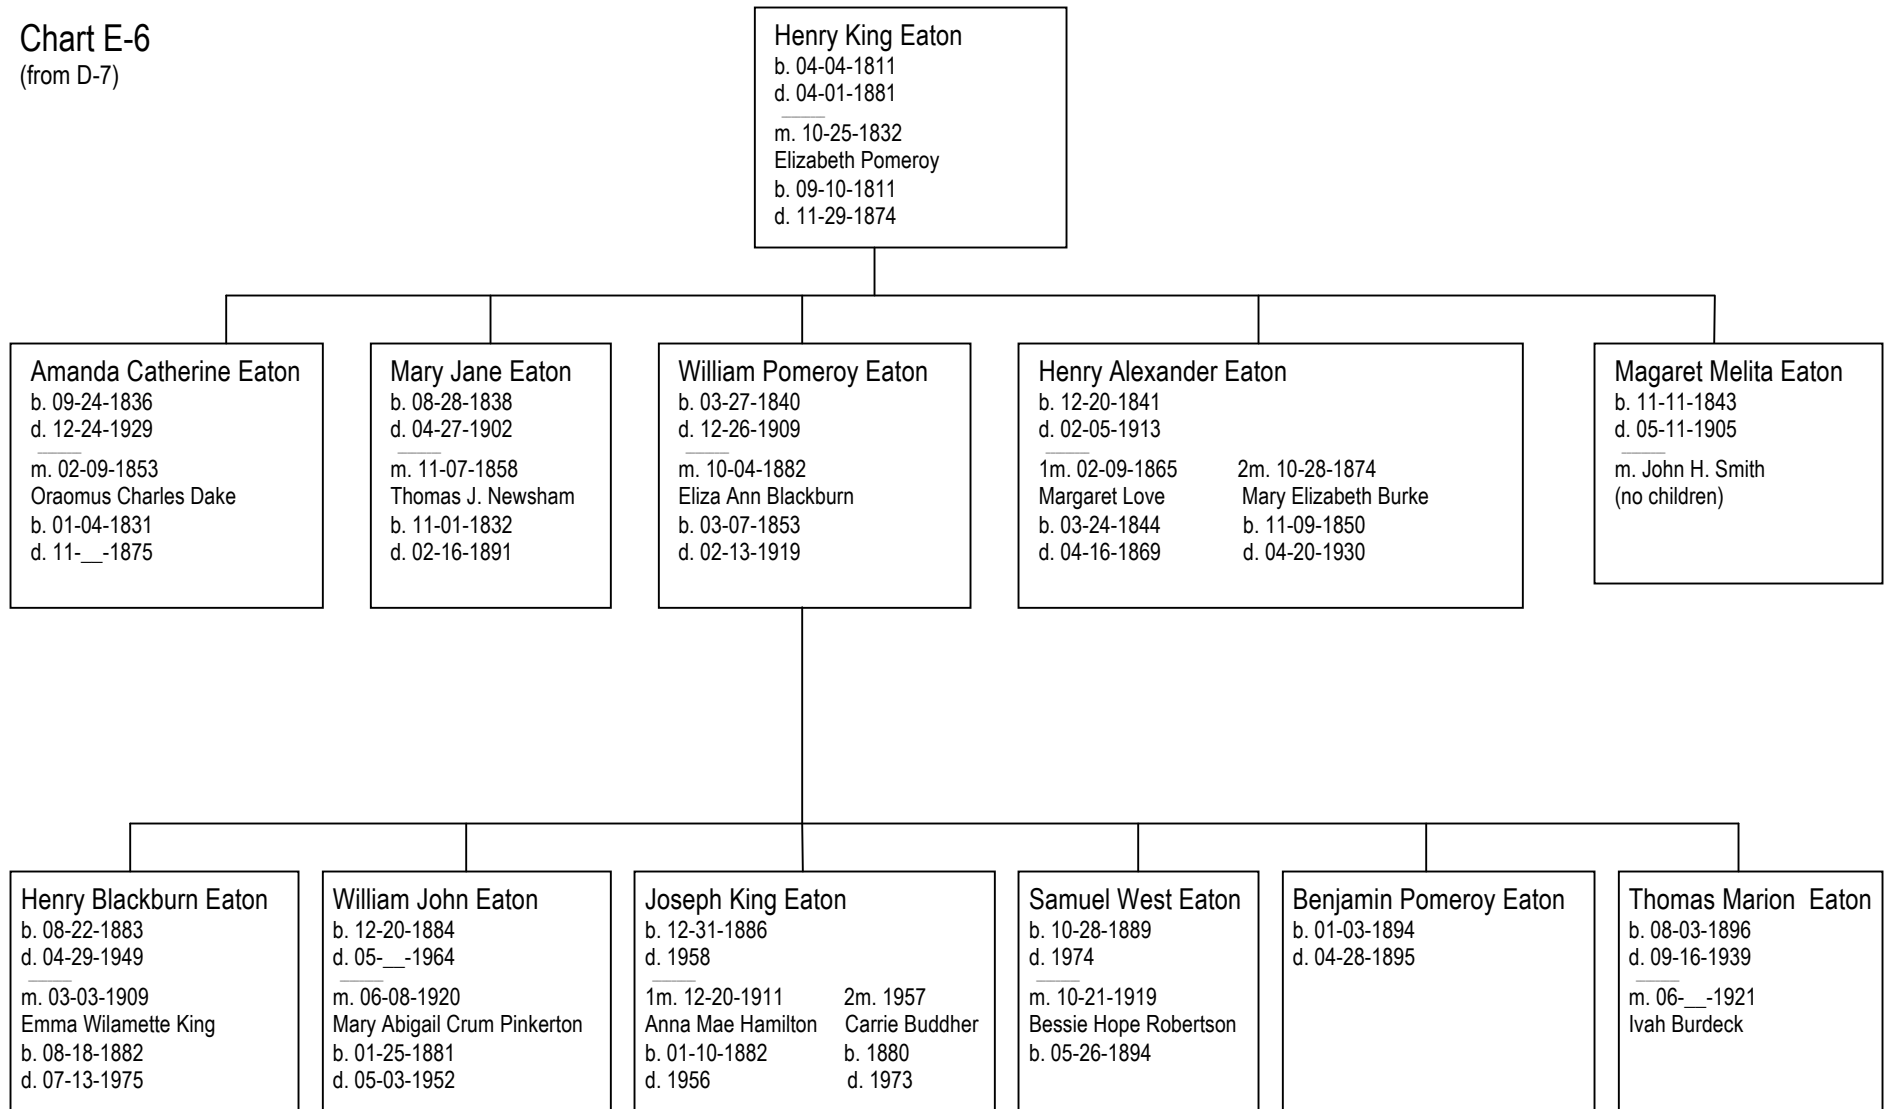 Chart E-6
(from D-7)
Henry King Eaton
b. 04-04-1811
d. 04-01-1881
m. 10-25-1832
Elizabeth Pomeroy
b. 09-10-1811
d. 11-29-1874
Amanda Catherine Eaton
b. 09-24-1836
d. 12-24-1929
m. 02-09-1853
Oraomus Charles Dake
b. 01-04-1831
d. 11-__-1875
Mary Jane Eaton
b. 08-28-1838
d. 04-27-1902
m. 11-07-1858
Thomas J. Newsham
b. 11-01-1832
d. 02-16-1891
William Pomeroy Eaton
b. 03-27-1840
d. 12-26-1909
m. 10-04-1882
Eliza Ann Blackburn
b. 03-07-1853
d. 02-13-1919
Henry Alexander Eaton
b. 12-20-1841
d. 02-05-1913
1m. 02-09-1865 2m. 10-28-1874
Margaret Love Mary Elizabeth Burke
b. 03-24-1844 b. 11-09-1850
d. 04-16-1869 d. 04-20-1930
Magaret Melita Eaton
b. 11-11-1843
d. 05-11-1905
m. John H. Smith
(no children)
Henry Blackburn Eaton
b. 08-22-1883
d. 04-29-1949
m. 03-03-1909
Emma Wilamette King
b. 08-18-1882
d. 07-13-1975
William John Eaton
b. 12-20-1884
d. 05-__-1964
m. 06-08-1920
Mary Abigail Crum Pinkerton
b. 01-25-1881
d. 05-03-1952
Joseph King Eaton
b. 12-31-1886
d. 1958
1m. 12-20-1911 2m. 1957
Anna Mae Hamilton Carrie Buddher
b. 01-10-1882 b. 1880
d. 1956 d. 1973
Samuel West Eaton
b. 10-28-1889
d. 1974
m. 10-21-1919
Bessie Hope Robertson
b. 05-26-1894
Benjamin Pomeroy Eaton
b. 01-03-1894
d. 04-28-1895
Thomas Marion Eaton
b. 08-03-1896
d. 09-16-1939
m. 06-__-1921
Ivah Burdeck